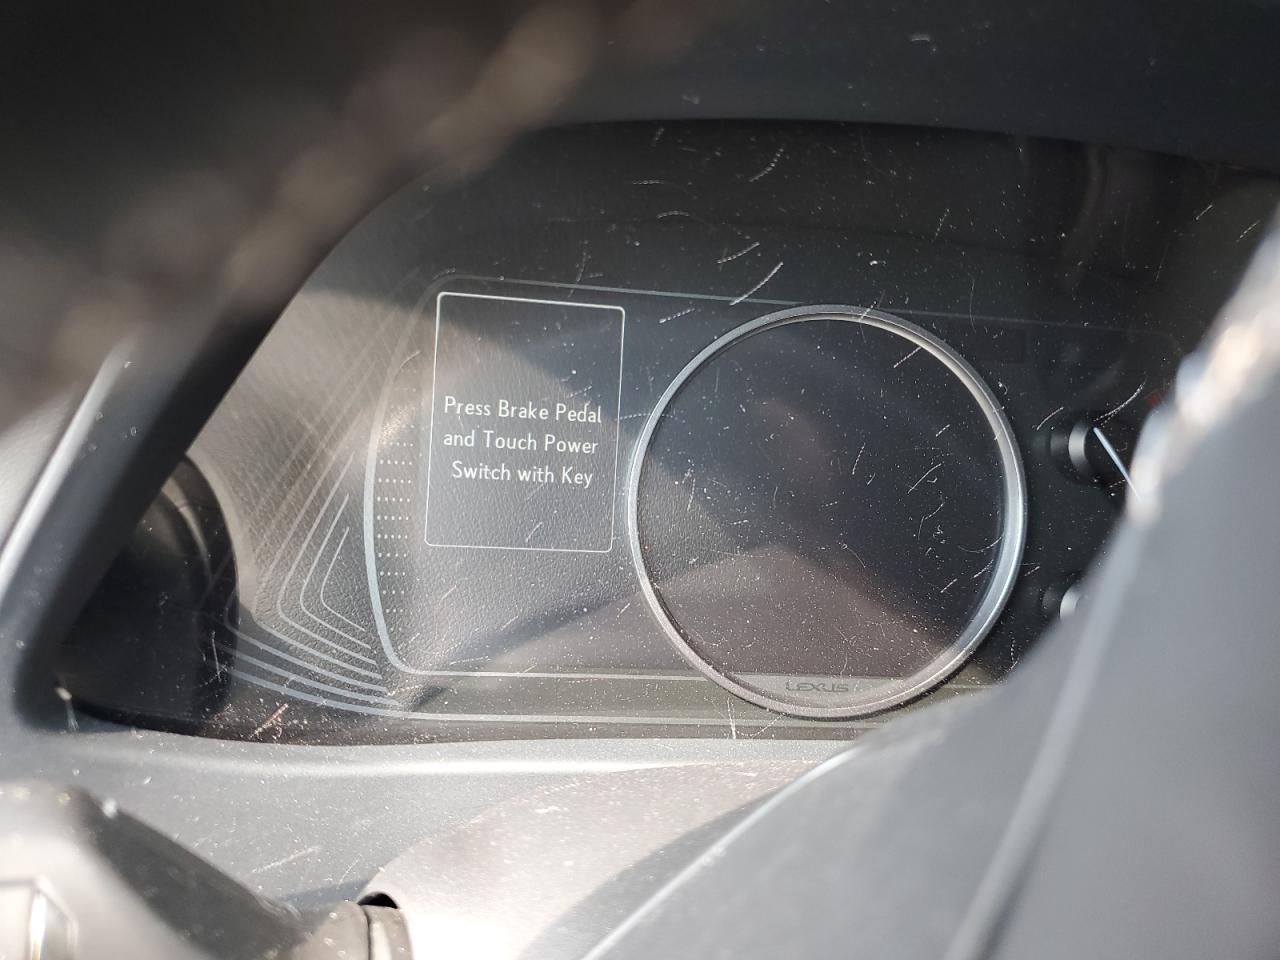 Press Brake Pedal
and Touch Power
Switch with Key
LEXUS